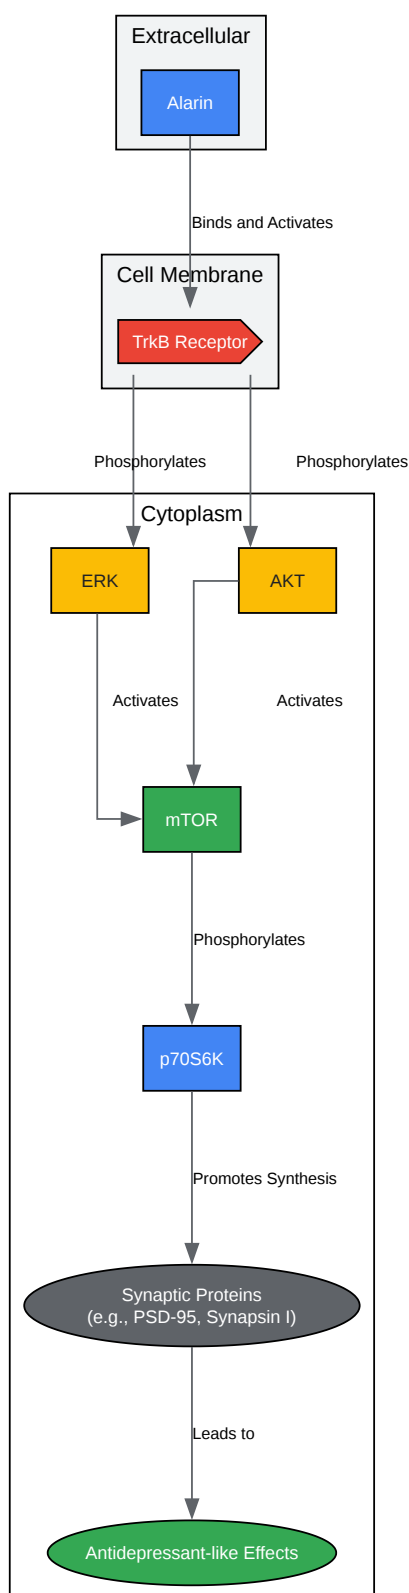 Extracellular
Alarin
Binds and Activates
Cell Membrane
TrkB Receptor
Phosphorylates
Phosphorylates
Cytoplasm
ERK
AKT
Activates
Activates
mTOR
Phosphorylates
p70S6K
Promotes Synthesis
Synaptic Proteins
(e.g., PSD-95, Synapsin I)
Leads to
Antidepressant-like Effects